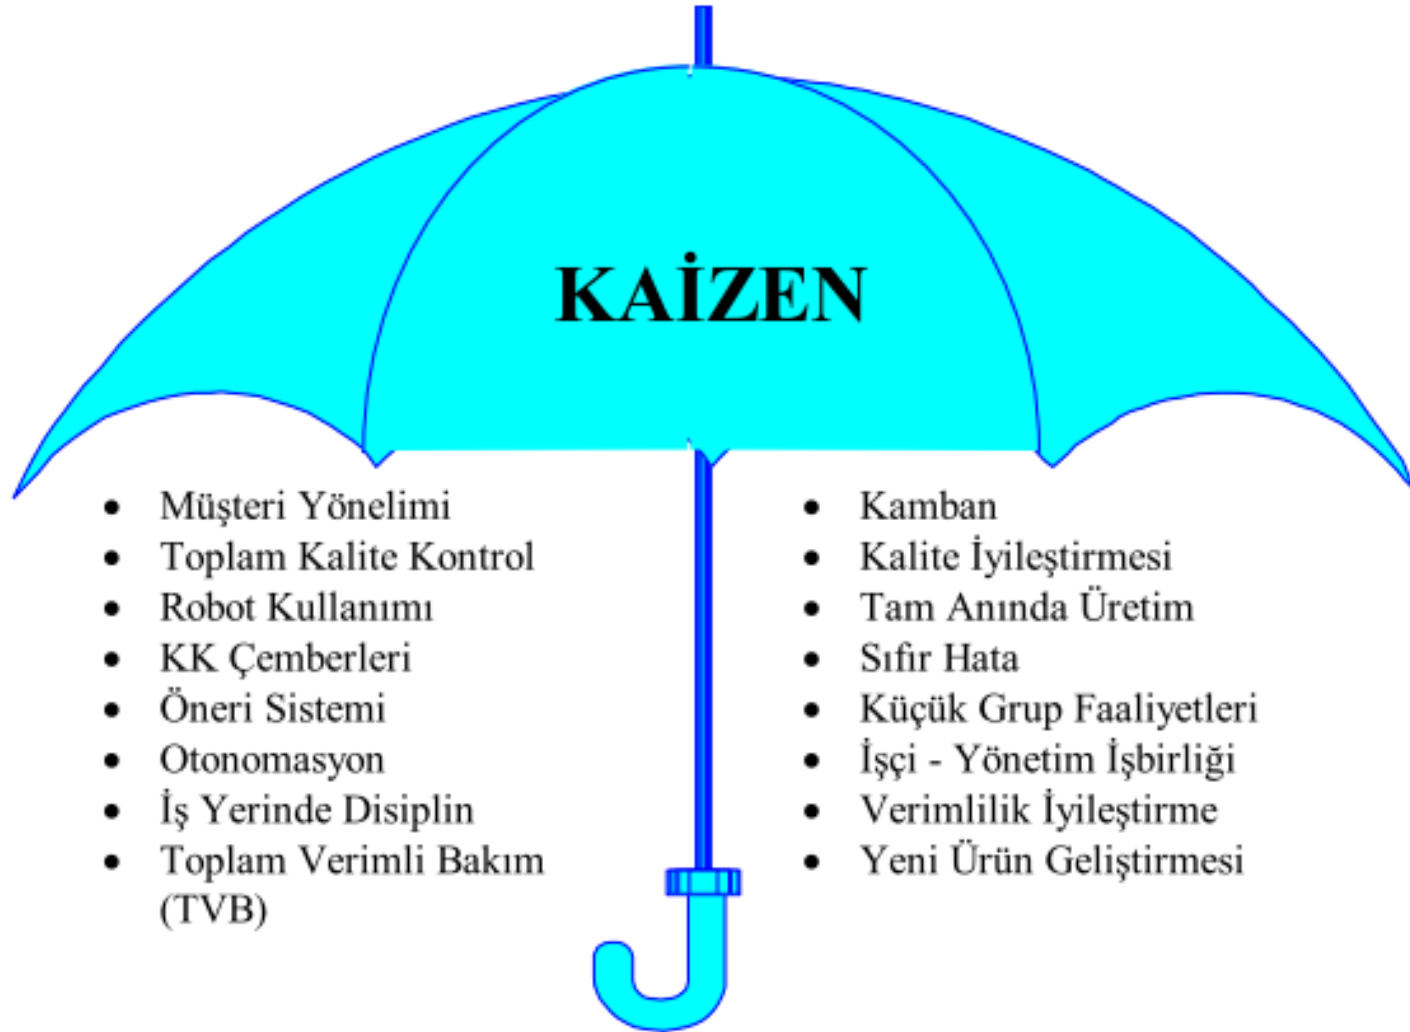 KAİZEN
• Müşteri Yönelimi
• Toplam Kalite Kontrol
• Robot Kullanımı
• KK Çemberleri
• Öneri Sistemi
• Otonomasyon
• İş Yerinde Disiplin
• Toplam Verimli Bakım
(TVB)
• Kamban
• Kalite İyileştirmesi
• Tam Anında Üretim
• Sıfır Hata
• Küçük Grup Faaliyetleri
• İşçi - Yönetim İşbirliği
• Verimlilik İyileştirme
• Yeni Ürün Geliştirmesi